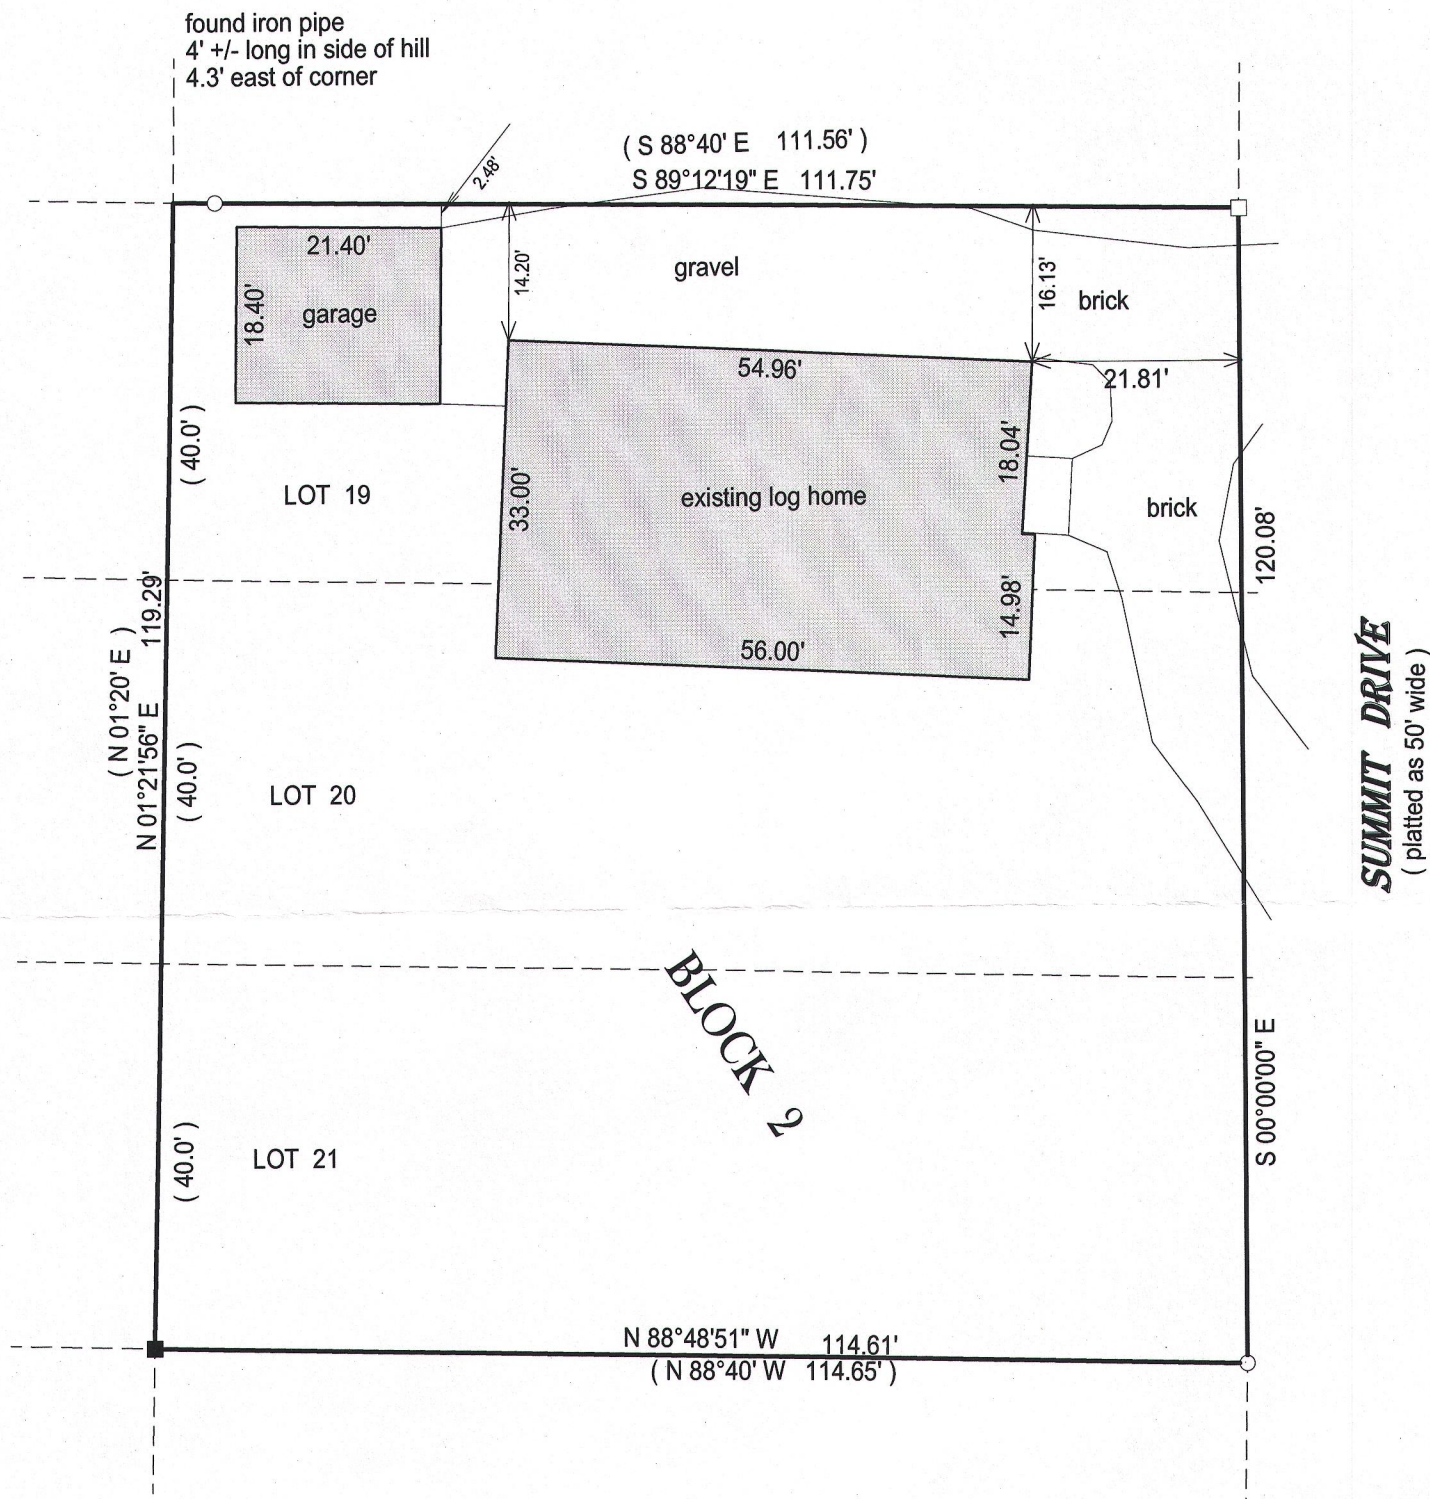 found iron pipe
4' +/- long in side of hill
4.3' east of corner
( S 88°40' E 111.56' )
S 89°12'19" E 111.75'
2.48'
21.40'
18.40'
garage
14.20'
gravel
16.13'
brick
54.96'
21.81'
( 40.0' )
LOT 19
33.00'
existing log home
18.04'
brick
120.08'
14.98'
56.00'
( N 01°20' E )
N 01°21'56" E 119.29'
( 40.0' )
LOT 20
SUMMIT DRIVE
( platted as 50' wide )
BLOCK 2
S 00°00'00" E
( 40.0' )
LOT 21
N 88°48'51" W 114.61'
( N 88°40' W 114.65' )